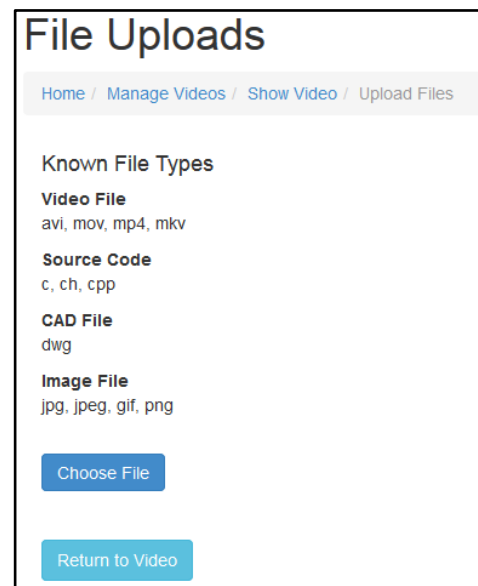 File Uploads
Home / Manage Videos / Show Video / Upload Files
Known File Types
Video File
avi, mov, mp4, mkv
Source Code
c, ch, cpp
CAD File
dwg
Image File
jpg, jpeg, gif, png
Choose File
Return to Video